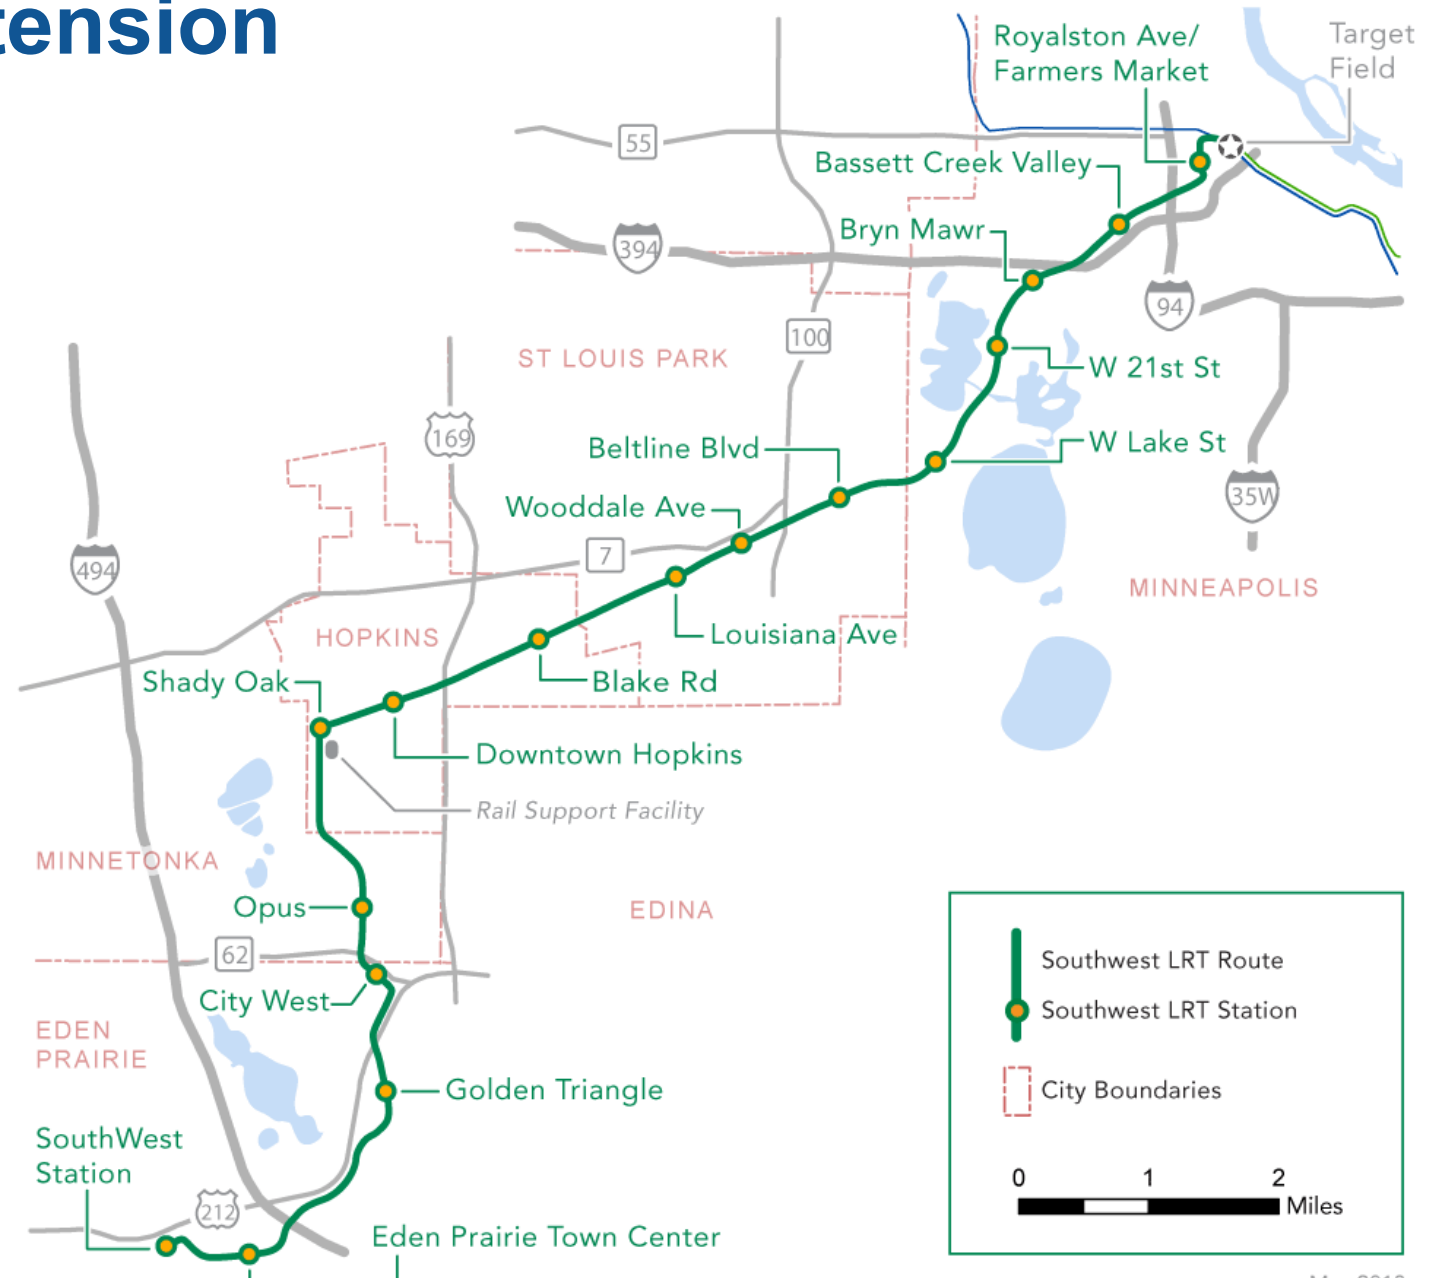 tension
Royalston Ave/
Farmers Market
Target
Field
55
Bassett Creek Valley
Bryn Mawr
394
94
100
ST LOUIS PARK
W 21st St
169
Beltline Blvd
W Lake St
Wooddale Ave
35W
7
494
MINNEAPOLIS
HOPKINS
Louisiana Ave
Shady Oak
Blake Rd
Downtown Hopkins
Rail Support Facility
MINNETONKA
Opus
EDINA
62
City West
EDEN
PRAIRIE
Golden Triangle
SouthWest
Station
212
Eden Prairie Town Center
Southwest LRT Route
Southwest LRT Station
City Boundaries
0 1 2
Miles